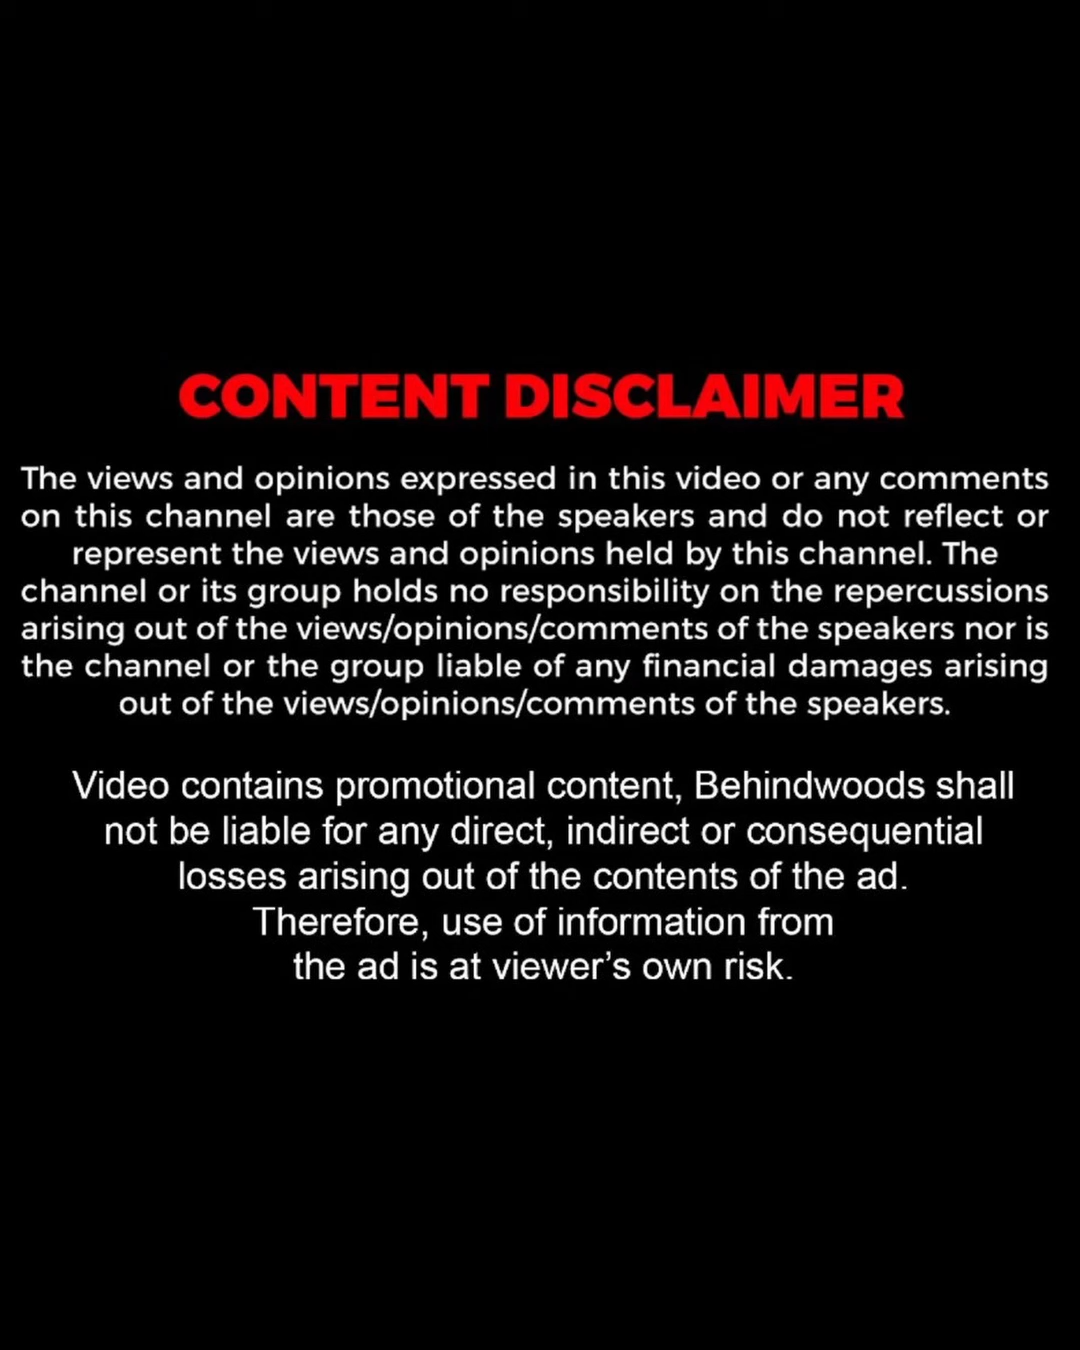 CONTENT DISCLAIMER
The views and opinions expressed in this video or any comments
on this channel are those of the speakers and do not reflect or
represent the views and opinions held by this channel. The
channel or its group holds no responsibility on the repercussions
arising out of the views/opinions/comments of the speakers nor is
the channel or the group liable of any financial damages arising
out of the views/opinions/comments of the speakers.
Video contains promotional content, Behindwoods shall
not be liable for any direct, indirect or consequential
losses arising out of the contents of the ad.
Therefore, use of information from
the ad is at viewer’s own risk.